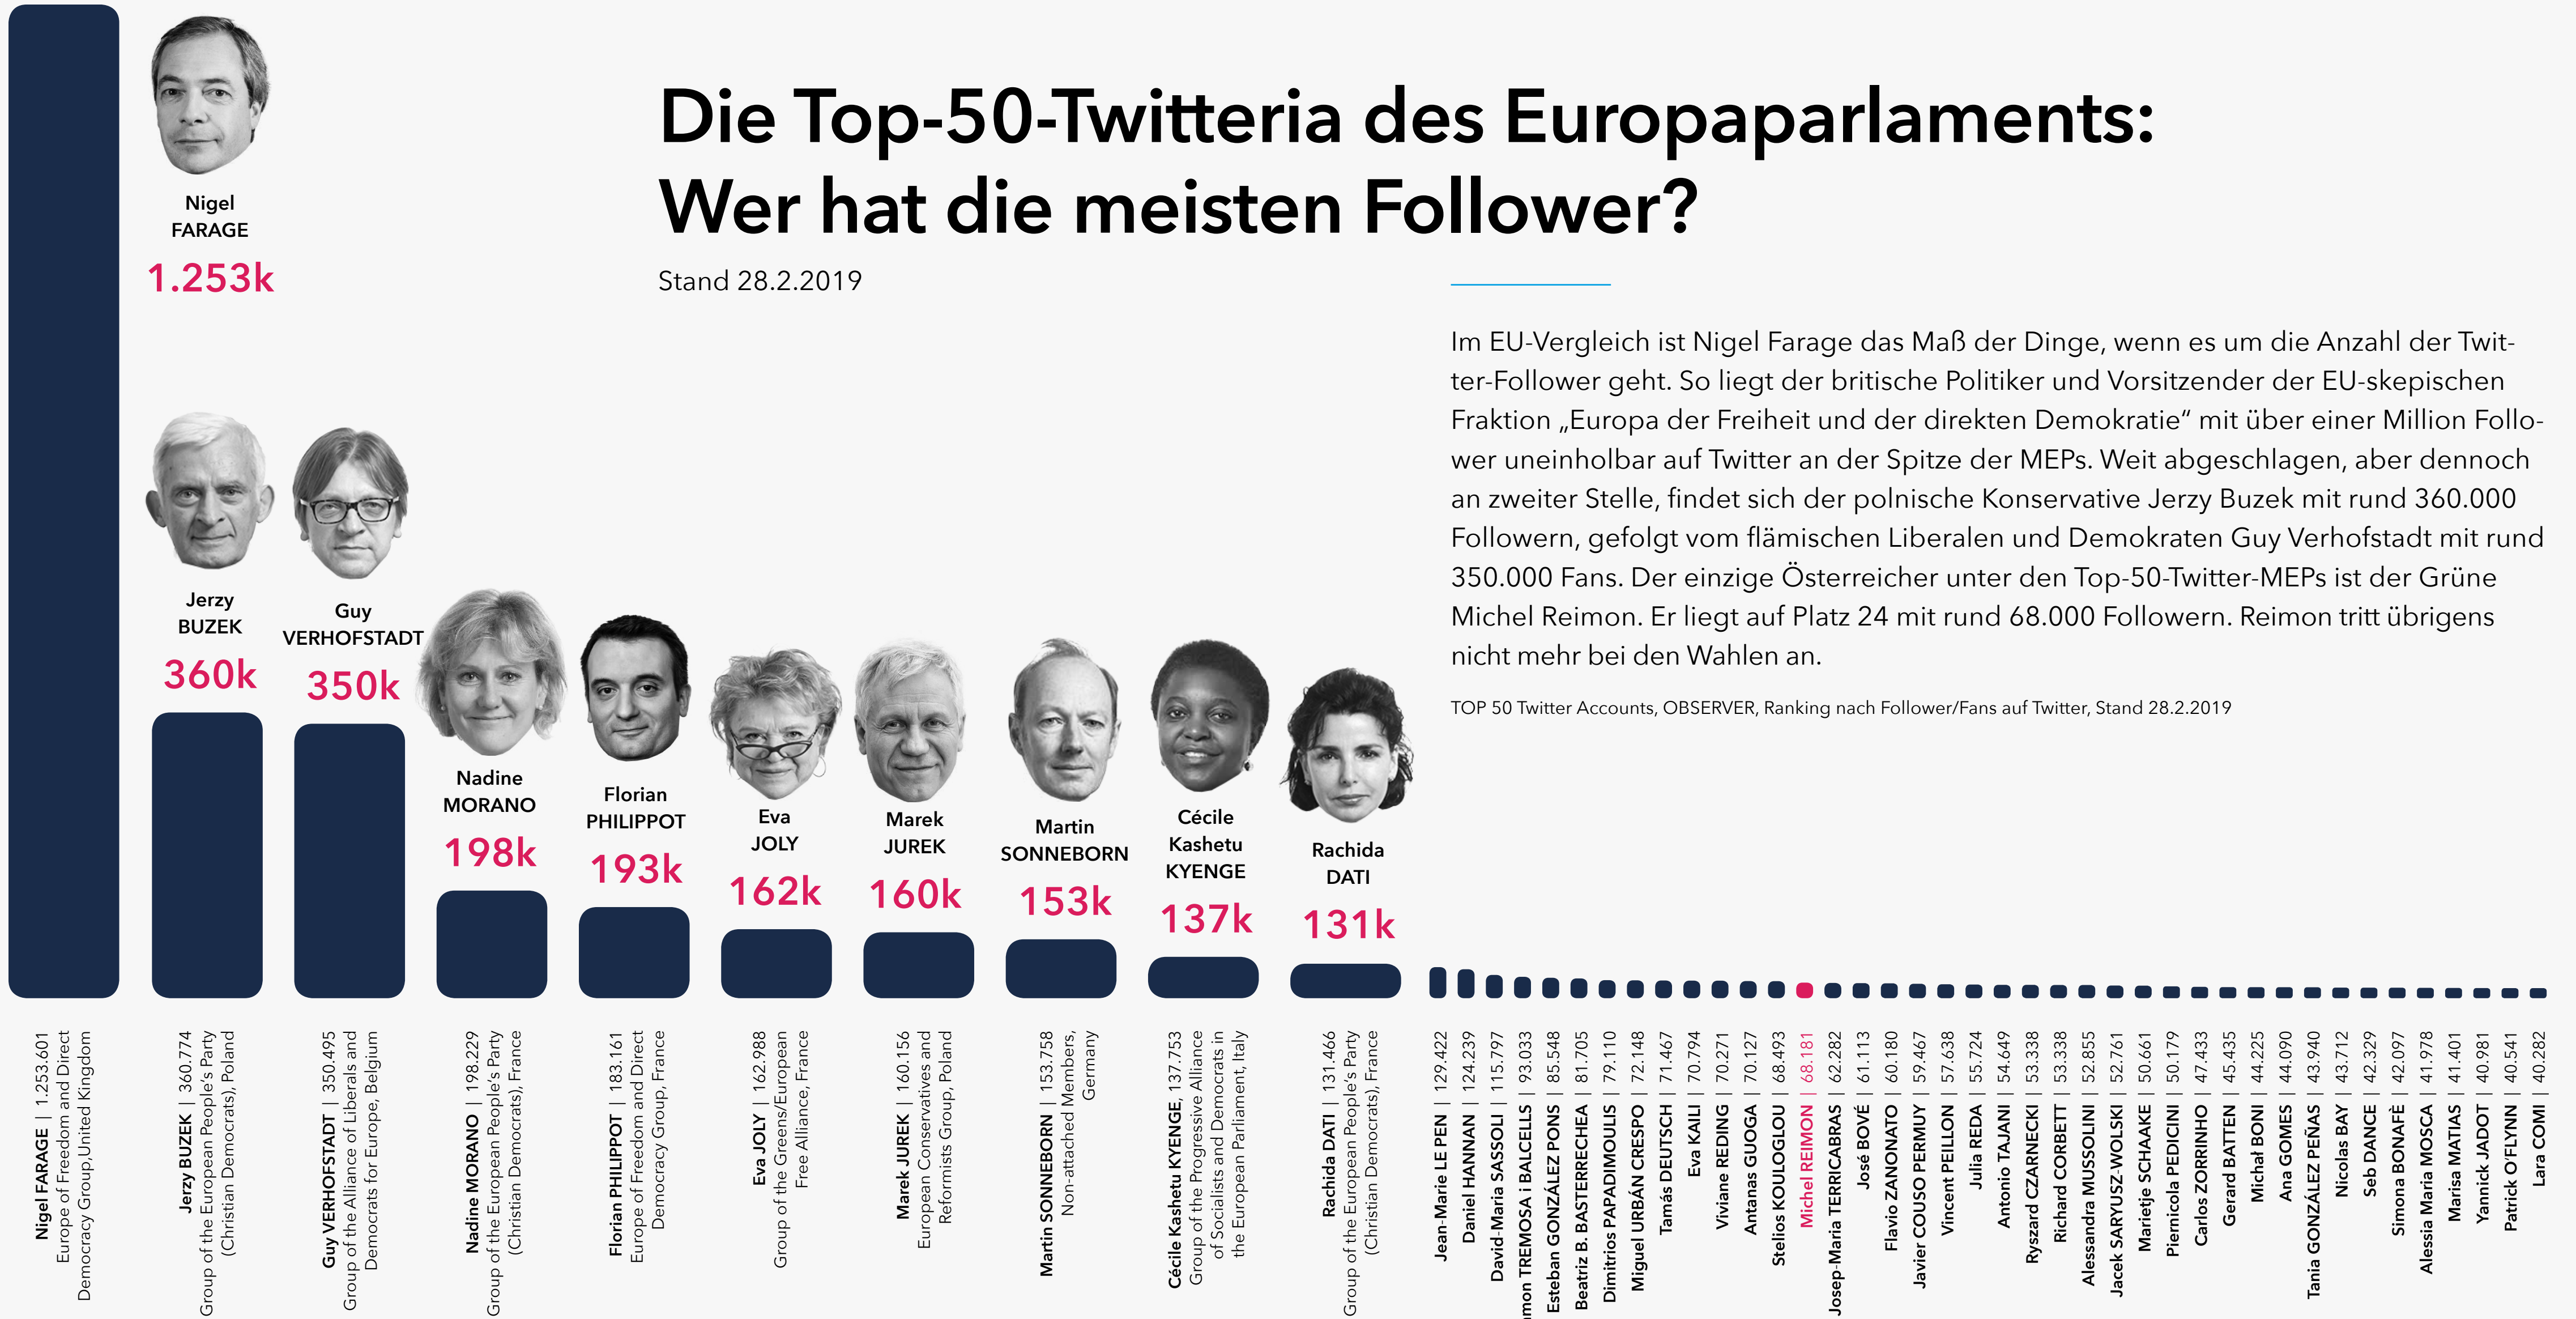 Die Top-50-Twitteria des Europaparlaments:
Wer hat die meisten Follower?
Stand 28.2.2019
Im EU-Vergleich ist Nigel Farage das Maß der Dinge, wenn es um die Anzahl der Twit-
ter-Follower geht. So liegt der britische Politiker und Vorsitzender der EU-skepischen
Fraktion „Europa der Freiheit und der direkten Demokratie“ mit über einer Million Follo-
wer uneinholbar auf Twitter an der Spitze der MEPs. Weit abgeschlagen, aber dennoch
an zweiter Stelle, findet sich der polnische Konservative Jerzy Buzek mit rund 360.000
Followern, gefolgt vom flämischen Liberalen und Demokraten Guy Verhofstadt mit rund
350.000 Fans. Der einzige Österreicher unter den Top-50-Twitter-MEPs ist der Grüne
Michel Reimon. Er liegt auf Platz 24 mit rund 68.000 Followern. Reimon tritt übrigens
nicht mehr bei den Wahlen an.
TOP 50 Twitter Accounts, OBSERVER, Ranking nach Follower/Fans auf Twitter, Stand 28.2.2019
Nigel
FARAGE
1.253k
Jerzy
BUZEK
360k
Guy
VERHOFSTADT
350k
Nadine
MORANO
198k
Florian
PHILIPPOT
193k
Eva
JOLY
162k
Marek
JUREK
160k
Martin
SONNEBORN
153k
Cécile
Kashetu
KYENGE
137k
Rachida
DATI
131k
Nigel FARAGE | 1.253.601
Europe of Freedom and Direct
Democracy Group,United Kingdom
Jerzy BUZEK | 360.774
Group of the European People‘s Party
(Christian Democrats), Poland
Guy VERHOFSTADT | 350.495
Group of the Alliance of Liberals and
Democrats for Europe, Belgium
Nadine MORANO | 198.229
Group of the European People‘s Party
(Christian Democrats), France
Florian PHILIPPOT | 183.161
Europe of Freedom and Direct
Democracy Group, France
Eva JOLY | 162.988
Group of the Greens/European
Free Alliance, France
Marek JUREK | 160.156
European Conservatives and
Reformists Group, Poland
Martin SONNEBORN | 153.758
Non-attached Members,
Germany
Cécile Kashetu KYENGE, 137.753
Group of the Progressive Alliance
of Socialists and Democrats in
the European Parliament, Italy
Rachida DATI | 131.466
Group of the European People‘s Party
(Christian Democrats), France
Jean-Marie LE PEN | 129.422
Daniel HANNAN | 124.239
David-Maria SASSOLI | 115.797
TREMOSA i BALCELLS | 93.033
Esteban GONZÁLEZ PONS | 85.548
Beatriz B. BASTERRECHEA | 81.705
Dimitrios PAPADIMOULIS | 79.110
Miguel URBÁN CRESPO | 72.148
Tamás DEUTSCH | 71.467
Eva KAILI | 70.794
Viviane REDING | 70.271
Antanas GUOGA | 70.127
Stelios KOULOGLOU | 68.493
Michel REIMON | 68.181
Josep-Maria TERRICABRAS | 62.282
José BOVÉ | 61.113
Flavio ZANONATO | 60.180
Javier COUSO PERMUY | 59.467
Vincent PEILLON | 57.638
Julia REDA | 55.724
Antonio TAJANI | 54.649
Ryszard CZARNECKI | 53.338
Richard CORBETT | 53.338
Alessandra MUSSOLINI | 52.855
Jacek SARYUSZ-WOLSKI | 52.761
Marietje SCHAAKE | 50.661
Piernicola PEDICINI | 50.179
Carlos ZORRINHO | 47.433
Gerard BATTEN | 45.435
Michał BONI | 44.225
Ana GOMES | 44.090
Tania GONZÁLEZ PEÑAS | 43.940
Nicolas BAY | 43.712
Seb DANCE | 42.329
Simona BONAFÈ | 42.097
Alessia Maria MOSCA | 41.978
Marisa MATIAS | 41.401
Yannick JADOT | 40.981
Patrick O'FLYNN | 40.541
Lara COMI | 40.282